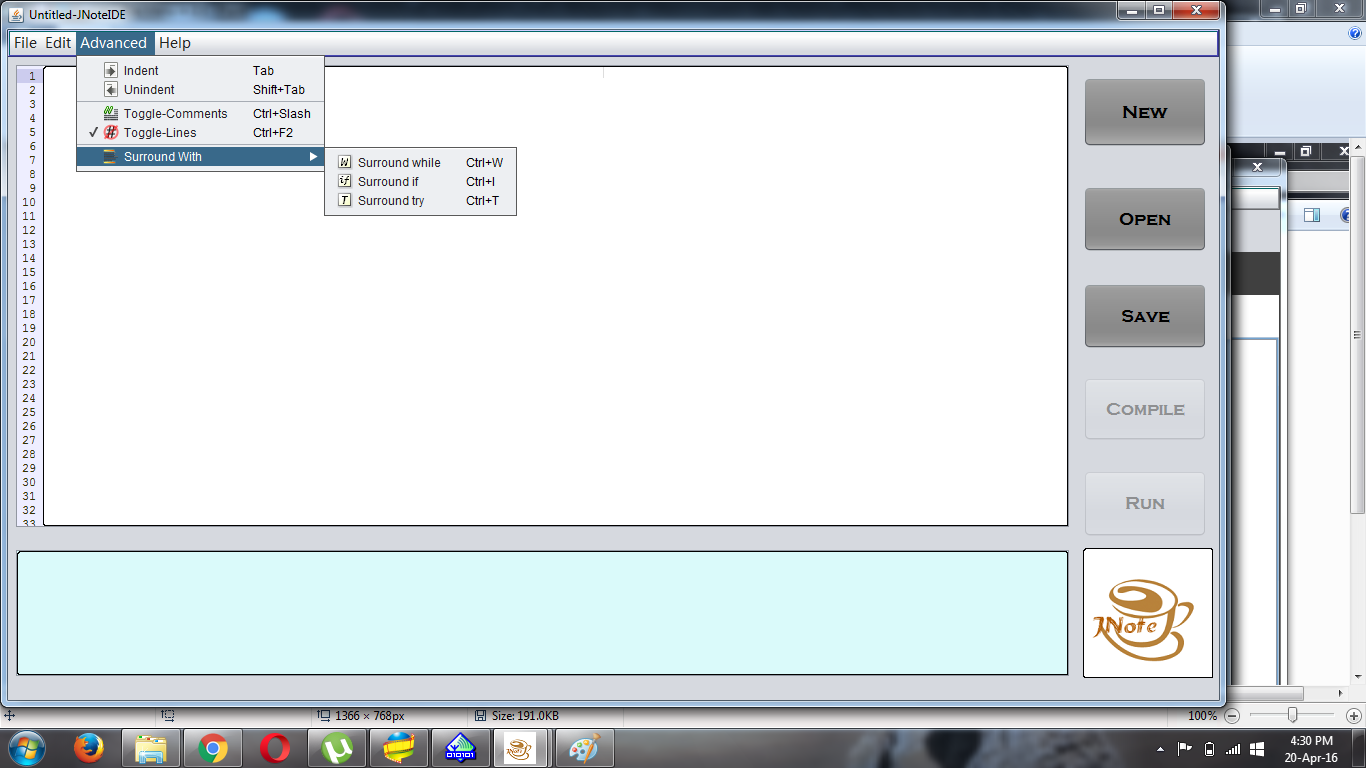 Untitled-JNoteIDE
File Edit Advanced Help
Indent Tab
Unindent Shift+Tab
Toggle-Comments Ctrl+Slash
Toggle-Lines Ctrl+F2
Surround With
W Surround while Ctrl+W
if Surround if Ctrl+I
T Surround try Ctrl+T
1
2
3
4
5
6
7
8
9
10
11
12
13
14
15
16
17
18
19
20
21
22
23
24
25
26
27
28
29
30
31
32
33
NEW
OPEN
SAVE
COMPILE
RUN
JNote
1366 × 768px
Size: 191.0KB
100%
010101
4:30 PM
20-Apr-16